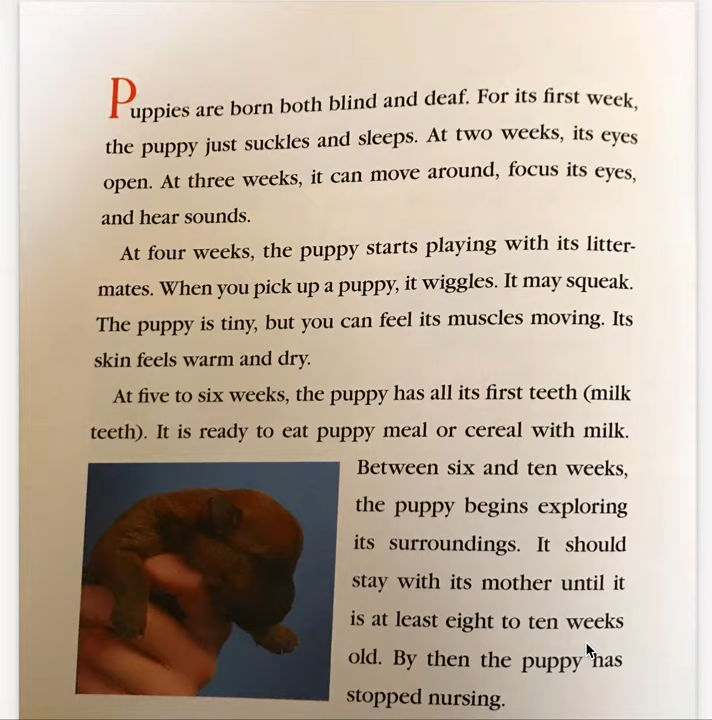 Puppies are born both blind and deaf. For its first week,
the puppy just suckles and sleeps. At two weeks, its eyes
open. At three weeks, it can move around, focus its eyes,
and hear sounds.
At four weeks, the puppy starts playing with its litter-
mates. When you pick up a puppy, it wiggles. It may squeak.
The puppy is tiny, but you can feel its muscles moving. Its
skin feels warm and dry.
At five to six weeks, the puppy has all its first teeth (milk
teeth). It is ready to eat puppy meal or cereal with milk.
Between six and ten weeks,
the puppy begins exploring
its surroundings. It should
stay with its mother until it
is at least eight to ten weeks
old. By then the puppy has
stopped nursing.